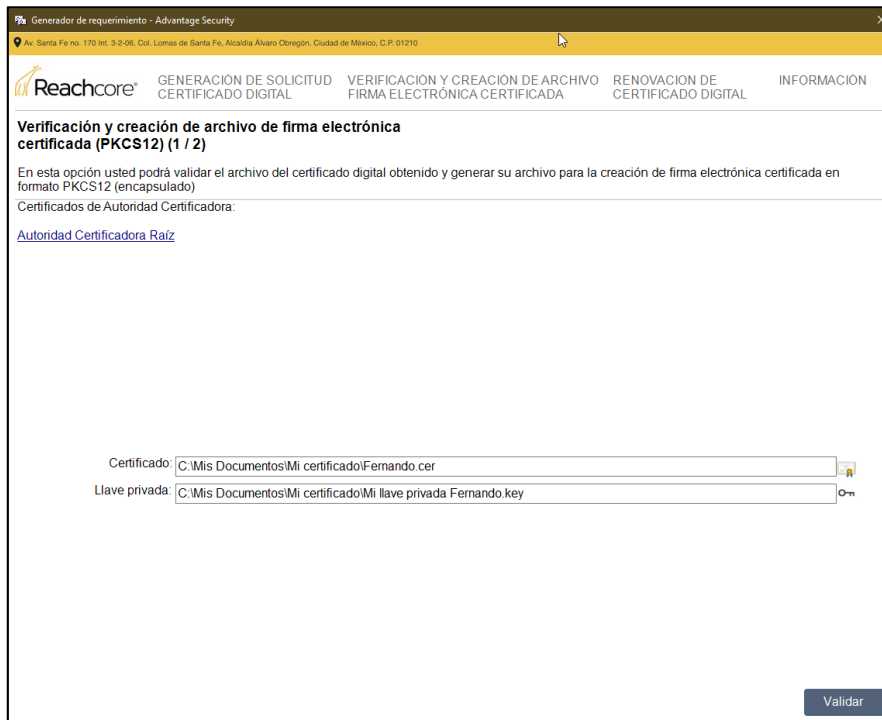 Generador de requerimiento - Advantage Security
Av. Santa Fe no. 170 Int. 3-2-06, Col. Lomas de Santa Fe, Alcaldía Álvaro Obregón, Ciudad de México, C.P. 01210
Reachcore®
GENERACIÓN DE SOLICITUD
CERTIFICADO DIGITAL
VERIFICACIÓN Y CREACIÓN DE ARCHIVO
FIRMA ELECTRÓNICA CERTIFICADA
RENOVACIÓN DE
CERTIFICADO DIGITAL
INFORMACIÓN
Verificación y creación de archivo de firma electrónica
certificada (PKCS12) (1 / 2)
En esta opción usted podrá validar el archivo del certificado digital obtenido y generar su archivo para la creación de firma electrónica certificada en
formato PKCS12 (encapsulado)
Certificados de Autoridad Certificadora:
Autoridad Certificadora Raíz
Certificado: C:\Mis Documentos\Mi certificado\Fernando.cer
Llave privada: C:\Mis Documentos\Mi certificado\Mi llave privada Fernando.key
Validar